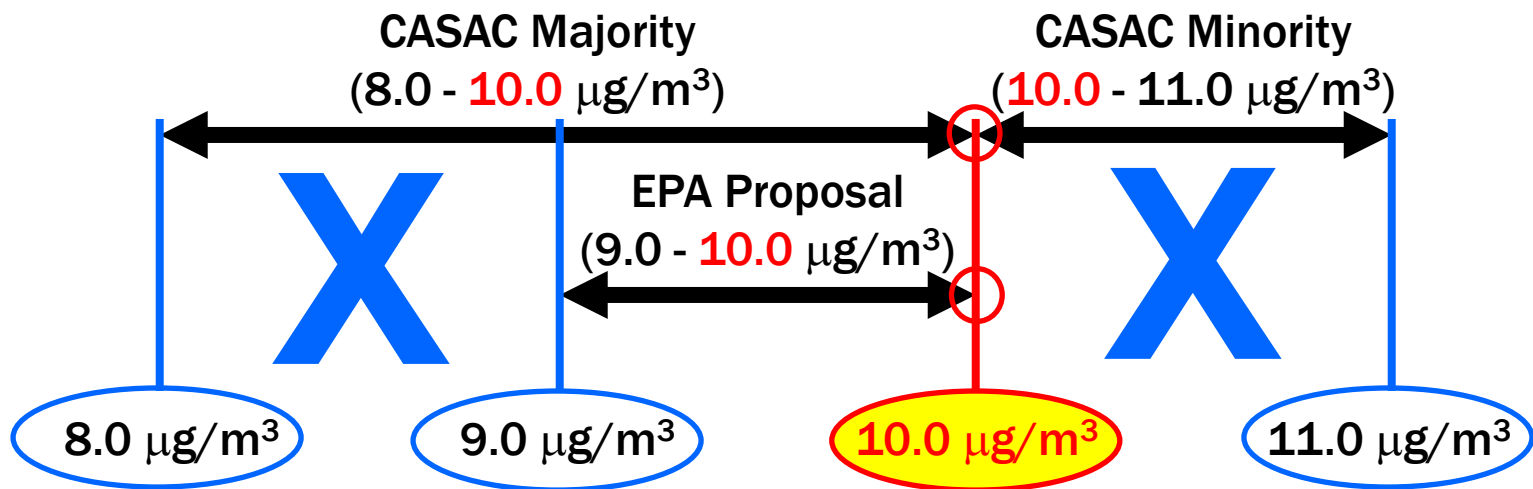 CASAC Majority
(8.0 - 10.0 μg/m³)
CASAC Minority
(10.0 - 11.0 μg/m³)
EPA Proposal
(9.0 - 10.0 μg/m³)
X
X
8.0 μg/m³
9.0 μg/m³
10.0 μg/m³
11.0 μg/m³